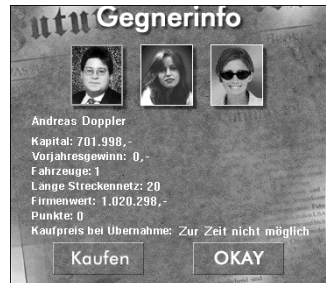 Gegnerinfo
Andreas Doppler
Kapital: 701.998,-
Vorjahresgewinn: 0,-
Fahrzeuge: 1
Länge Streckennetz: 20
Firmenwert: 1.020.298,-
Punkte: 0
Kaufpreis bei Übernahme: Zur Zeit nicht möglich
Kaufen OKAY